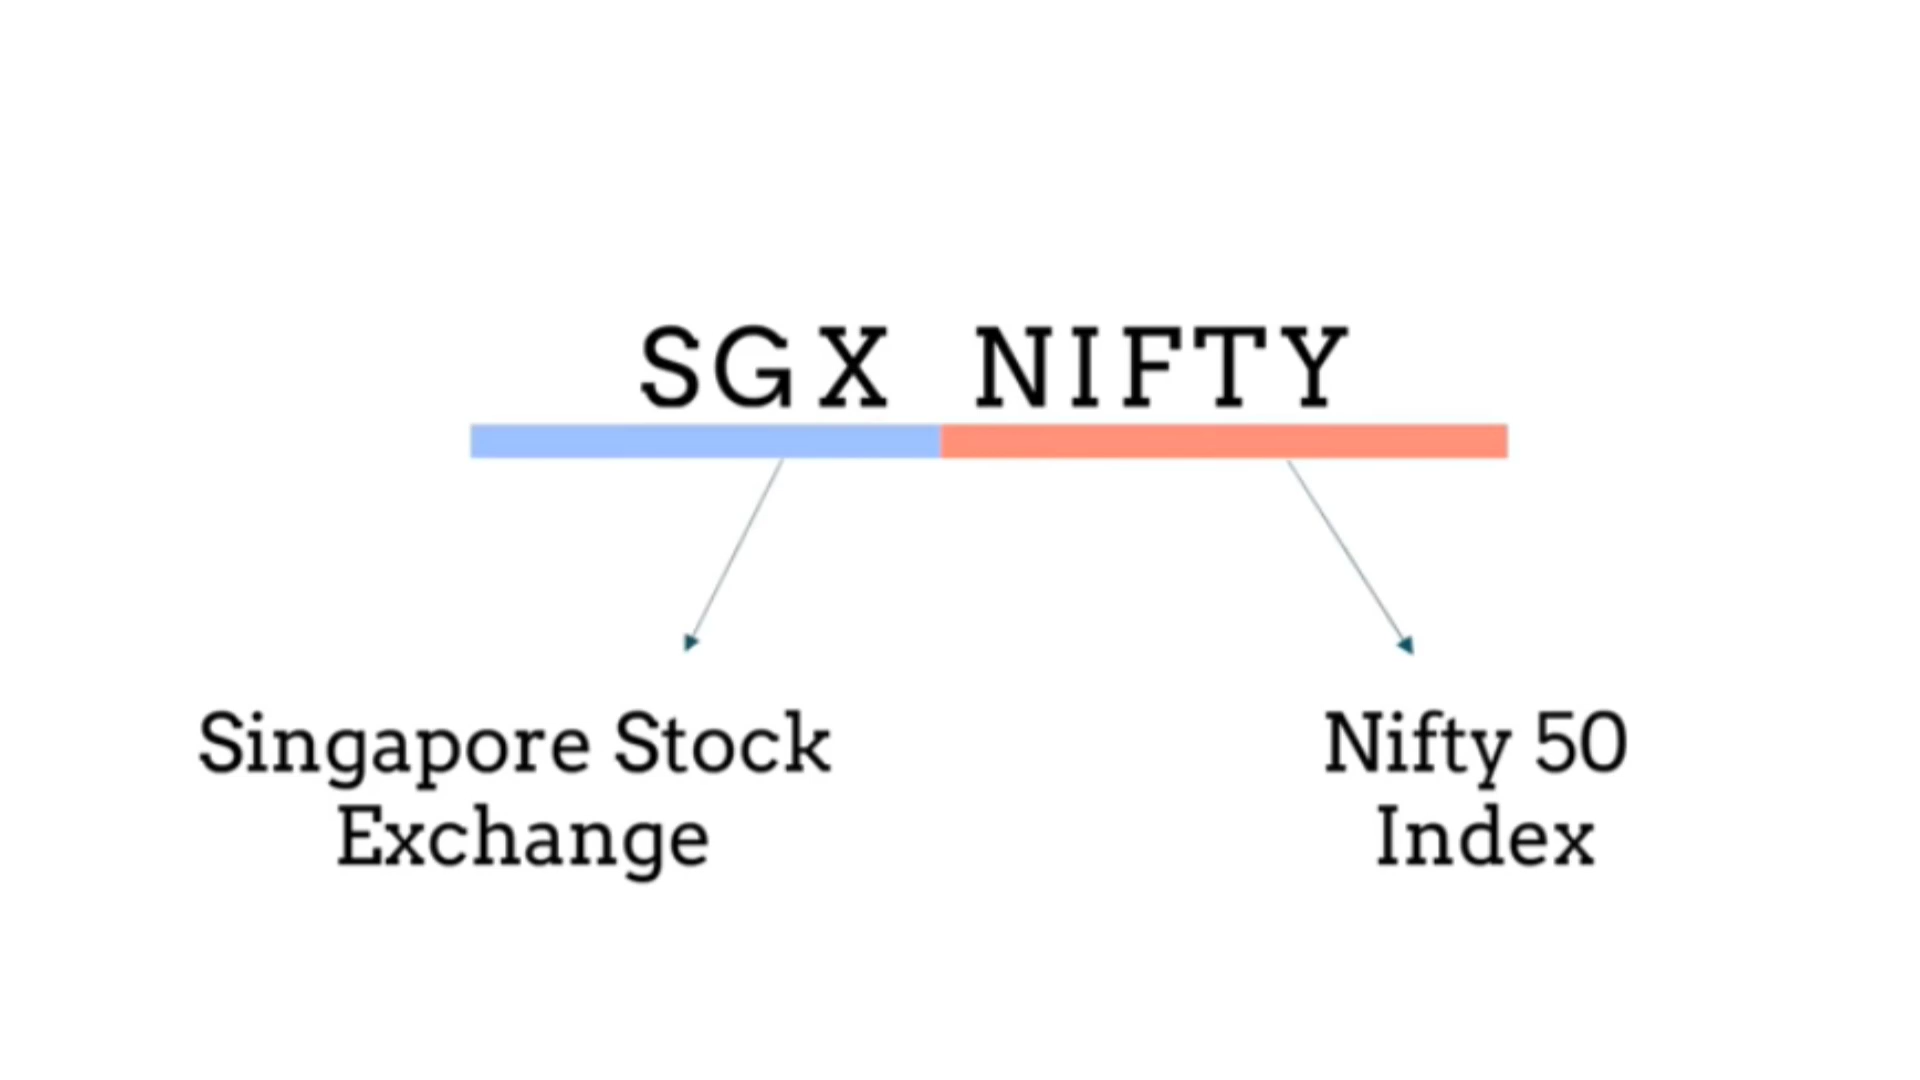 SGX NIFTY
Singapore Stock
Exchange
Nifty 50
Index